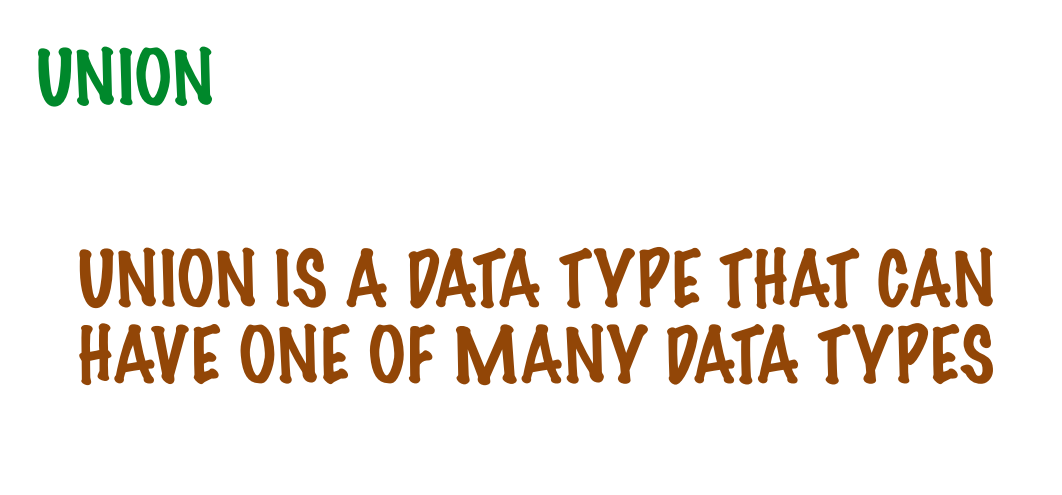 UNION
UNION IS A DATA TYPE THAT CAN
HAVE ONE OF MANY DATA TYPES